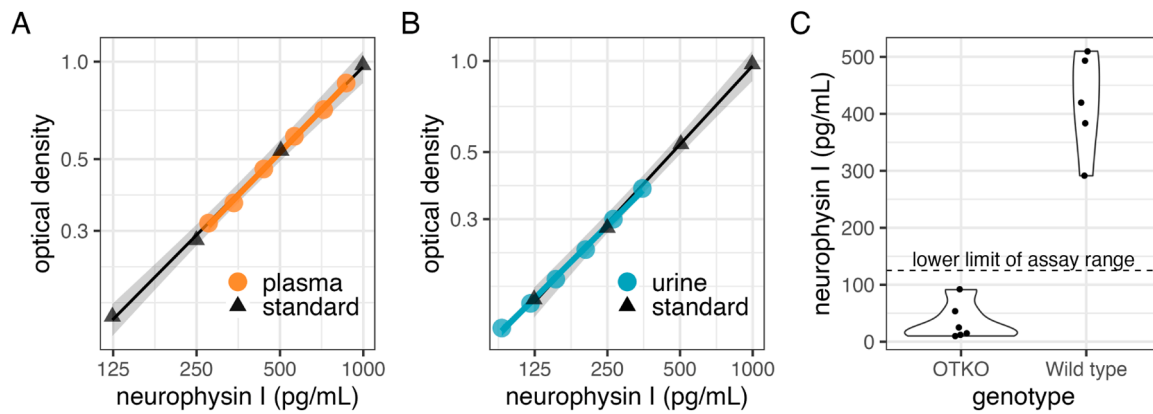 A
optical density
1.0
0.5
0.3
plasma
standard
125 250 500 1000
neurophysin I (pg/mL)
B
optical density
1.0
0.5
0.3
urine
standard
125 250 500 1000
neurophysin I (pg/mL)
C
neurophysin I (pg/mL)
500
400
300
200
100
0
lower limit of assay range
OTKO Wild type
genotype